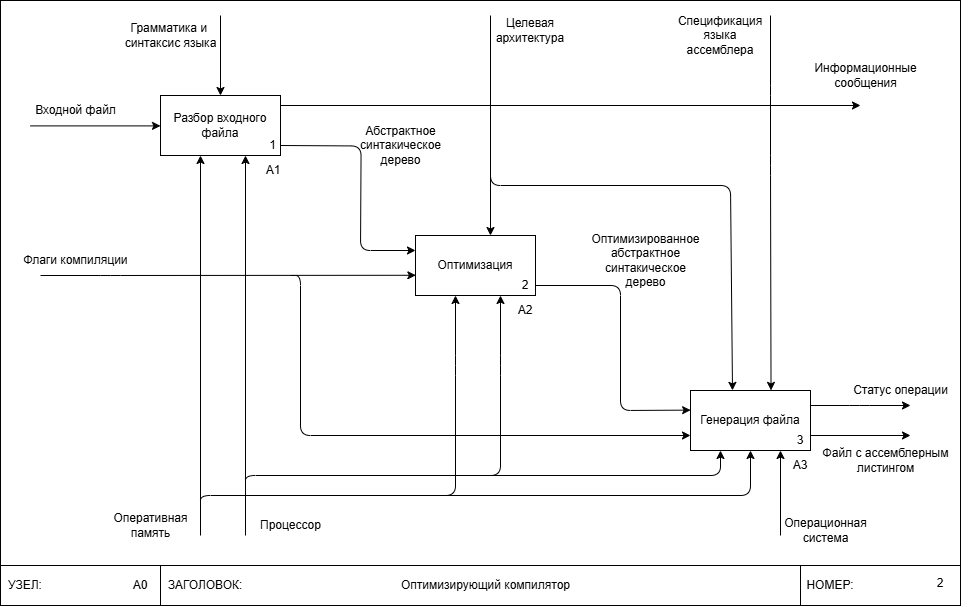 Грамматика и
синтаксис языка
Целевая
архитектура
Спецификация
языка
ассемблера
Информационные
сообщения
Входной файл
Разбор входного
файла
1
A1
Абстрактное
синтакическое
дерево
Флаги компиляции
Оптимизация
2
A2
Оптимизированное
абстрактное
синтакическое
дерево
Генерация файла
3
A3
Статус операции
Файл с ассемблерным
листингом
Оперативная
память
Процессор
Операционная
система
УЗЕЛ:
A0
ЗАГОЛОВОК:
Оптимизирующий компилятор
НОМЕР:
2